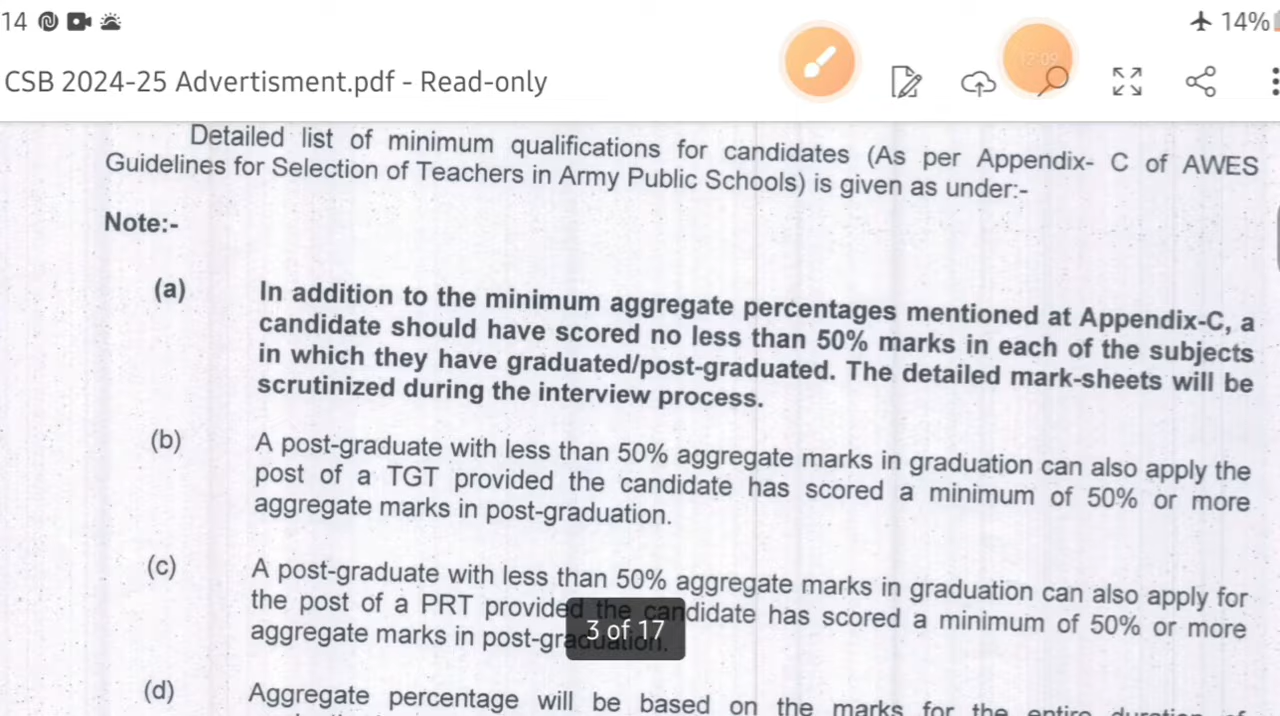 14
14%
12:09
CSB 2024-25 Advertisment.pdf - Read-only
Detailed list of minimum qualifications for candidates (As per Appendix- C of AWES
Guidelines for Selection of Teachers in Army Public Schools) is given as under:-
Note:-
(a) In addition to the minimum aggregate percentages mentioned at Appendix-C, a
candidate should have scored no less than 50% marks in each of the subjects
in which they have graduated/post-graduated. The detailed mark-sheets will be
scrutinized during the interview process.
(b) A post-graduate with less than 50% aggregate marks in graduation can also apply the
post of a TGT provided the candidate has scored a minimum of 50% or more
aggregate marks in post-graduation.
(c) A post-graduate with less than 50% aggregate marks in graduation can also apply for
the post of a PRT provided the candidate has scored a minimum of 50% or more
aggregate marks in post-graduation.
3 of 17
(d) Aggregate percentage will be based on the marks for the entire duration of